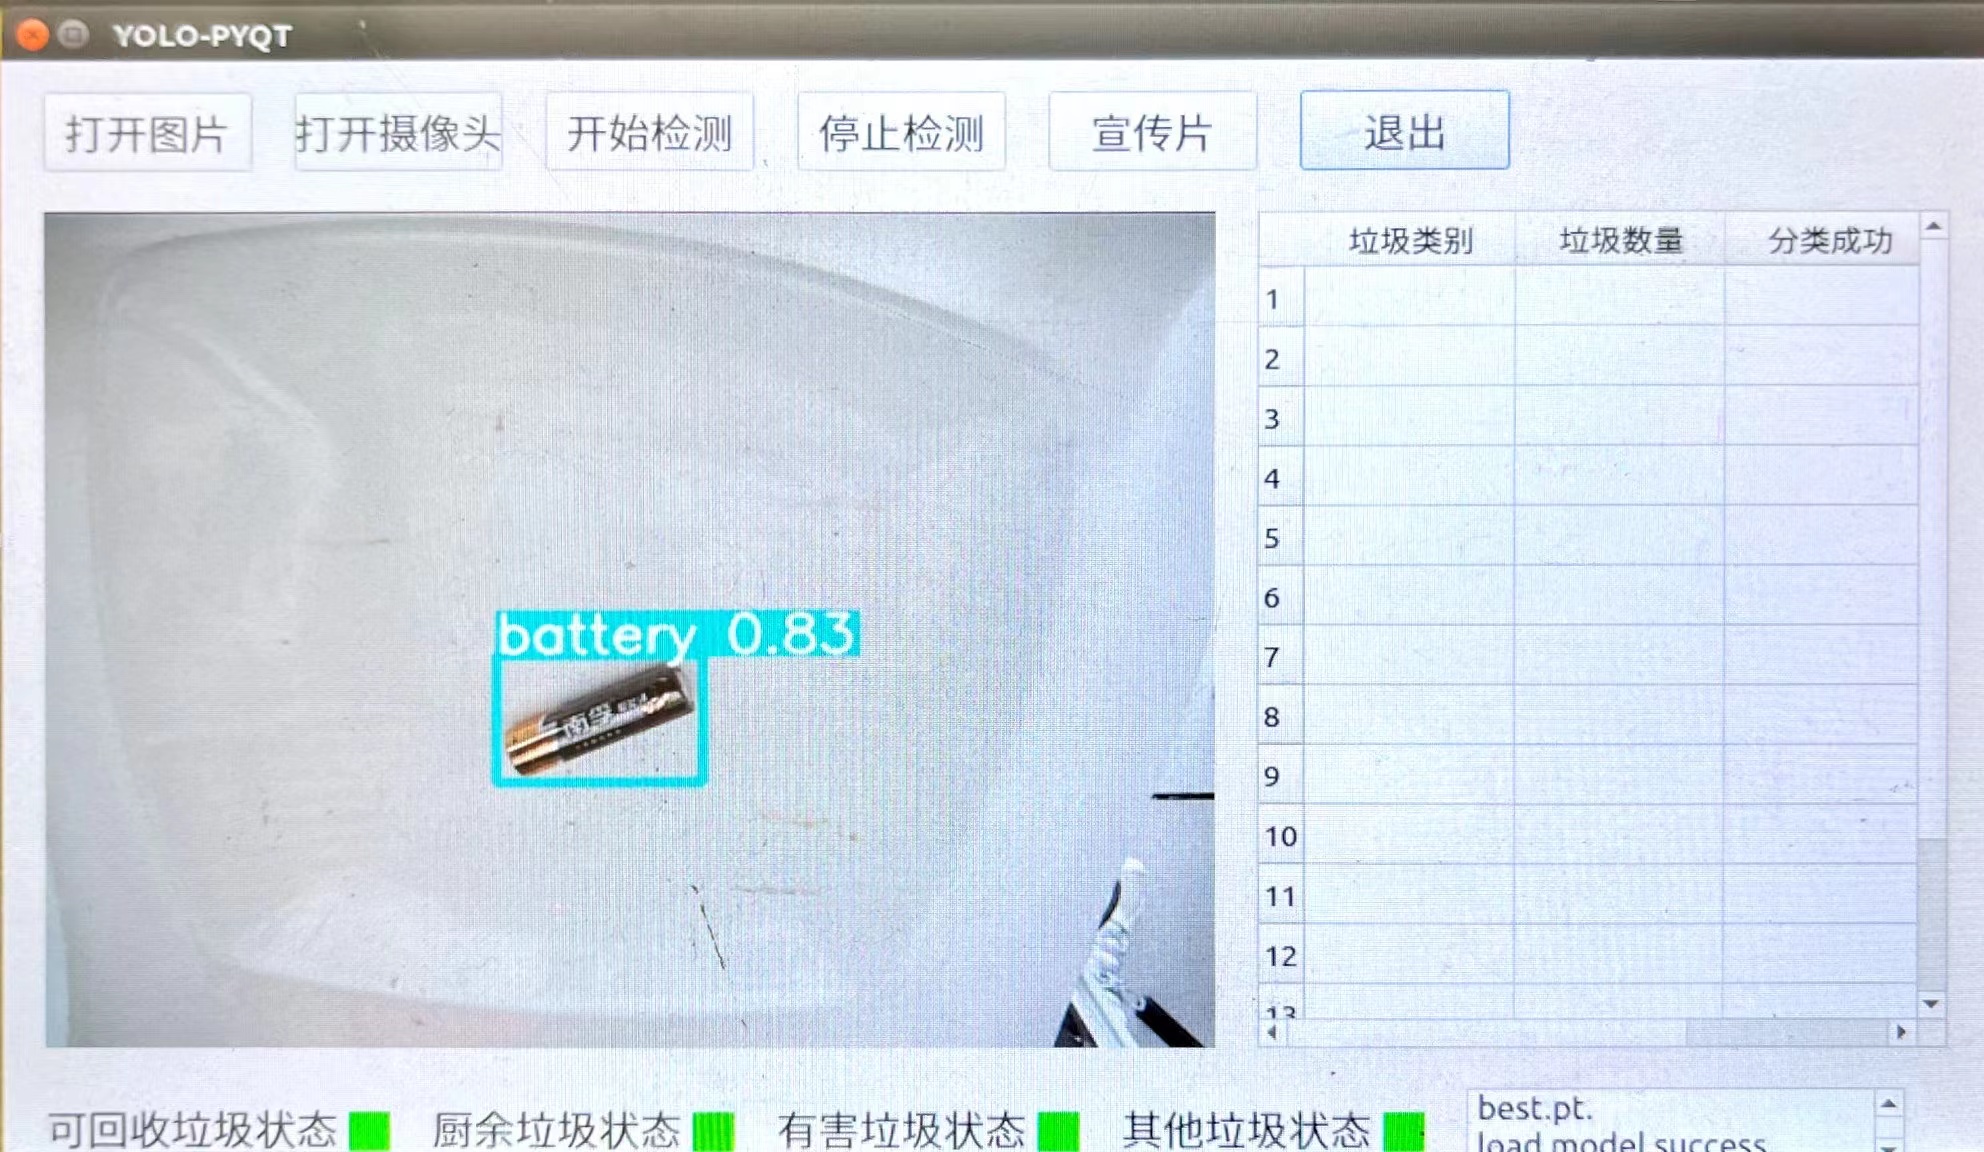 YOLO-PYQT
打开图片 打开摄像头 开始检测 停止检测 宣传片 退出
垃圾类别 垃圾数量 分类成功
1
2
3
4
5
6
7
8
9
10
11
12
13
battery 0.83
南孚
可回收垃圾状态 厨余垃圾状态 有害垃圾状态 其他垃圾状态
best.pt.
load model success